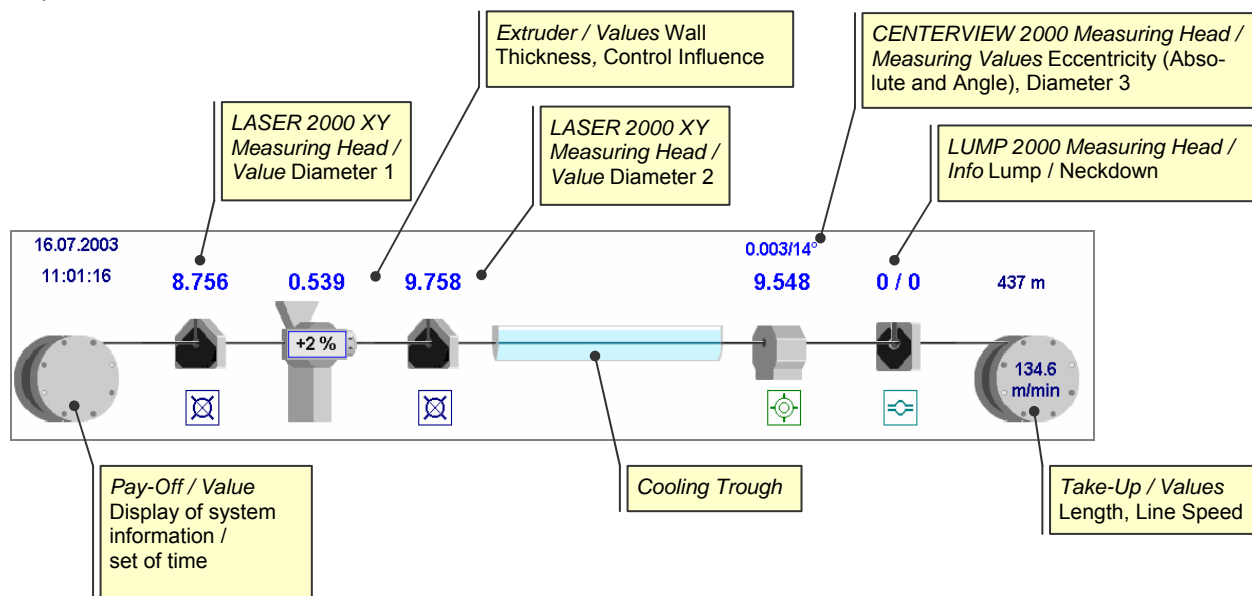 Extruder / Values Wall
Thickness, Control Influence
CENTERVIEW 2000 Measuring Head /
Measuring Values Eccentricity (Abso-
lute and Angle), Diameter 3
LASER 2000 XY
Measuring Head /
Value Diameter 1
LASER 2000 XY
Measuring Head /
Value Diameter 2
LUMP 2000 Measuring Head /
Info Lump / Neckdown
16.07.2003
11:01:16
8.756
0.539
9.758
0.003/14°
9.548
0 / 0
437 m
+2 %
134.6
m/min
Pay-Off / Value
Display of system
information /
set of time
Cooling Trough
Take-Up / Values
Length, Line Speed